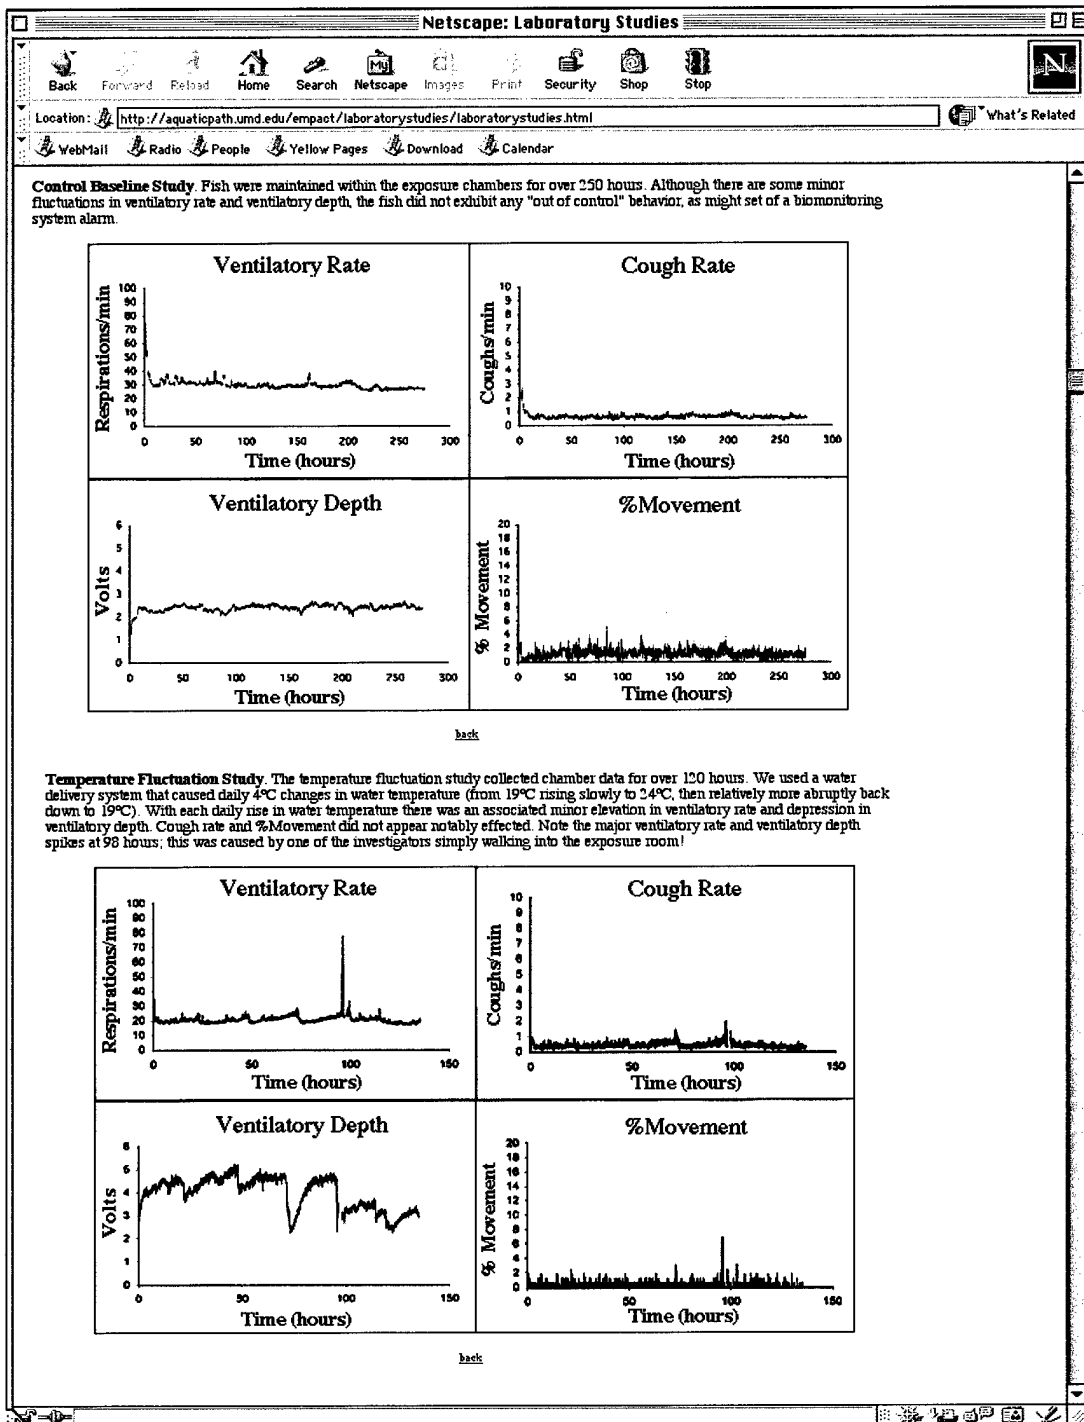 Netscape: Laboratory Studies
Back Forward Reload Home Search Netscape Images Print Security Shop Stop
Location: http://aquaticpath.umd.edu/empact/laboratorystudies/laboratorystudies.html What's Related
WebMail Radio People Yellow Pages Download Calendar
Control Baseline Study. Fish were maintained within the exposure chambers for over 250 hours. Although there are some minor
fluctuations in ventilatory rate and ventilatory depth, the fish did not exhibit any "out of control" behavior, as might set of a biomonitoring
system alarm.
Ventilatory Rate
Respirations/min
100
90
80
70
60
50
40
30
20
10
0
0 50 100 150 200 250 300
Time (hours)
Cough Rate
Coughs/min
10
9
8
7
6
5
4
3
2
1
0
0 50 100 150 200 250 300
Time (hours)
Ventilatory Depth
Volts
6
5
4
3
2
1
0
0 50 100 150 200 250 300
Time (hours)
%Movement
% Movement
20
18
16
14
12
10
8
6
4
2
0
0 50 100 150 200 250 300
Time (hours)
back
Temperature Fluctuation Study. The temperature fluctuation study collected chamber data for over 120 hours. We used a water
delivery system that caused daily 4°C changes in water temperature (from 19°C rising slowly to 24°C, then relatively more abruptly back
down to 19°C). With each daily rise in water temperature there was an associated minor elevation in ventilatory rate and depression in
ventilatory depth. Cough rate and %Movement did not appear notably effected. Note the major ventilatory rate and ventilatory depth
spikes at 98 hours; this was caused by one of the investigators simply walking into the exposure room!
Ventilatory Rate
Respirations/min
100
90
80
70
60
50
40
30
20
10
0
0 50 100 150
Time (hours)
Cough Rate
Coughs/min
10
9
8
7
6
5
4
3
2
1
0
0 50 100 150
Time (hours)
Ventilatory Depth
Volts
6
5
4
3
2
1
0
0 50 100 150
Time (hours)
%Movement
% Movement
20
18
16
14
12
10
8
6
4
2
0
0 50 100 150
Time (hours)
back